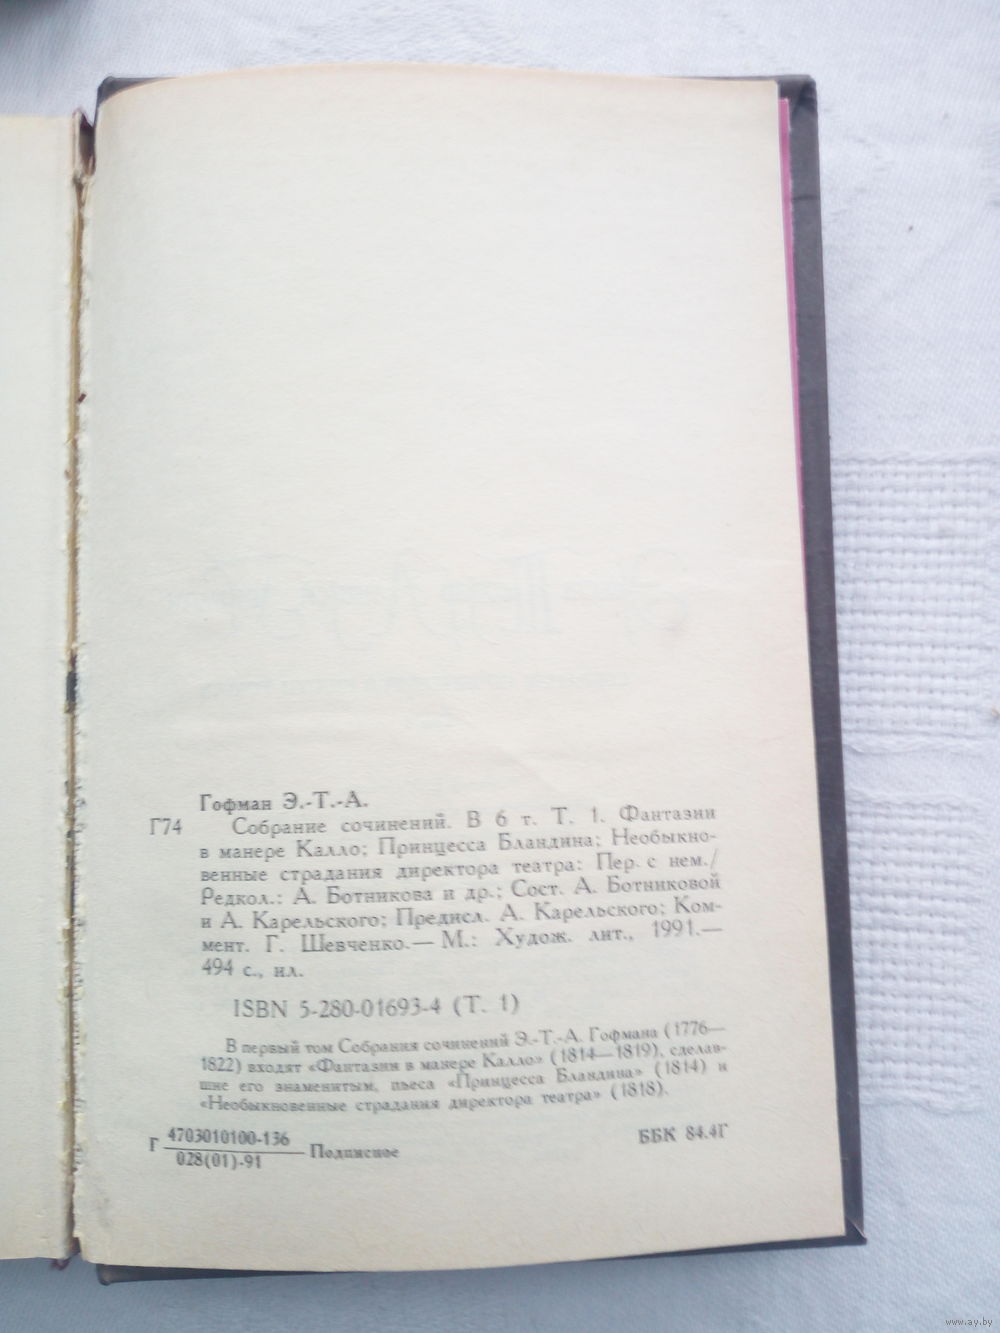 Гофман Э.-Т.-А.
Г74 Собрание сочинений. В 6 т. Т. 1. Фантазии
в манере Калло; Принцесса Бландина; Необыкно-
венные страдания директора театра: Пер. с нем./
Редкол.: А. Ботникова и др.; Сост. А. Ботниковой
и А. Карельского; Предисл. А. Карельского; Ком-
мент. Г. Шевченко.— М.: Худож. лит., 1991.—
494 с., ил.
ISBN 5-280-01693-4 (Т. 1)
В первый том Собрания сочинений Э.-Т.-А. Гофмана (1776—
1822) входят «Фантазии в манере Калло» (1814—1819), сделав-
шие его знаменитым, пьеса «Принцесса Бландина» (1814) и
«Необыкновенные страдания директора театра» (1818).
Г 4703010100-136
028(01)-91 Подписное
ББК 84.4Г
www.ay.by